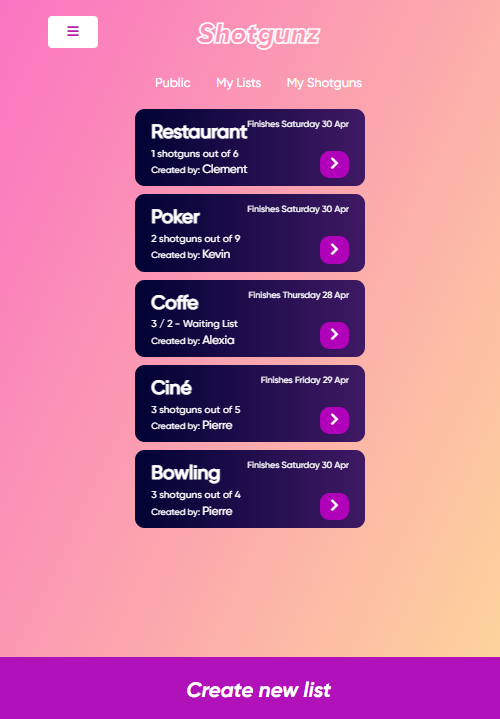 Shotgunz
Public My Lists My Shotguns
Restaurant Finishes Saturday 30 Apr
1 shotguns out of 6
Created by: Clement
Poker Finishes Saturday 30 Apr
2 shotguns out of 9
Created by: Kevin
Coffe Finishes Thursday 28 Apr
3 / 2 - Waiting List
Created by: Alexia
Ciné Finishes Friday 29 Apr
3 shotguns out of 5
Created by: Pierre
Bowling Finishes Saturday 30 Apr
3 shotguns out of 4
Created by: Pierre
Create new list